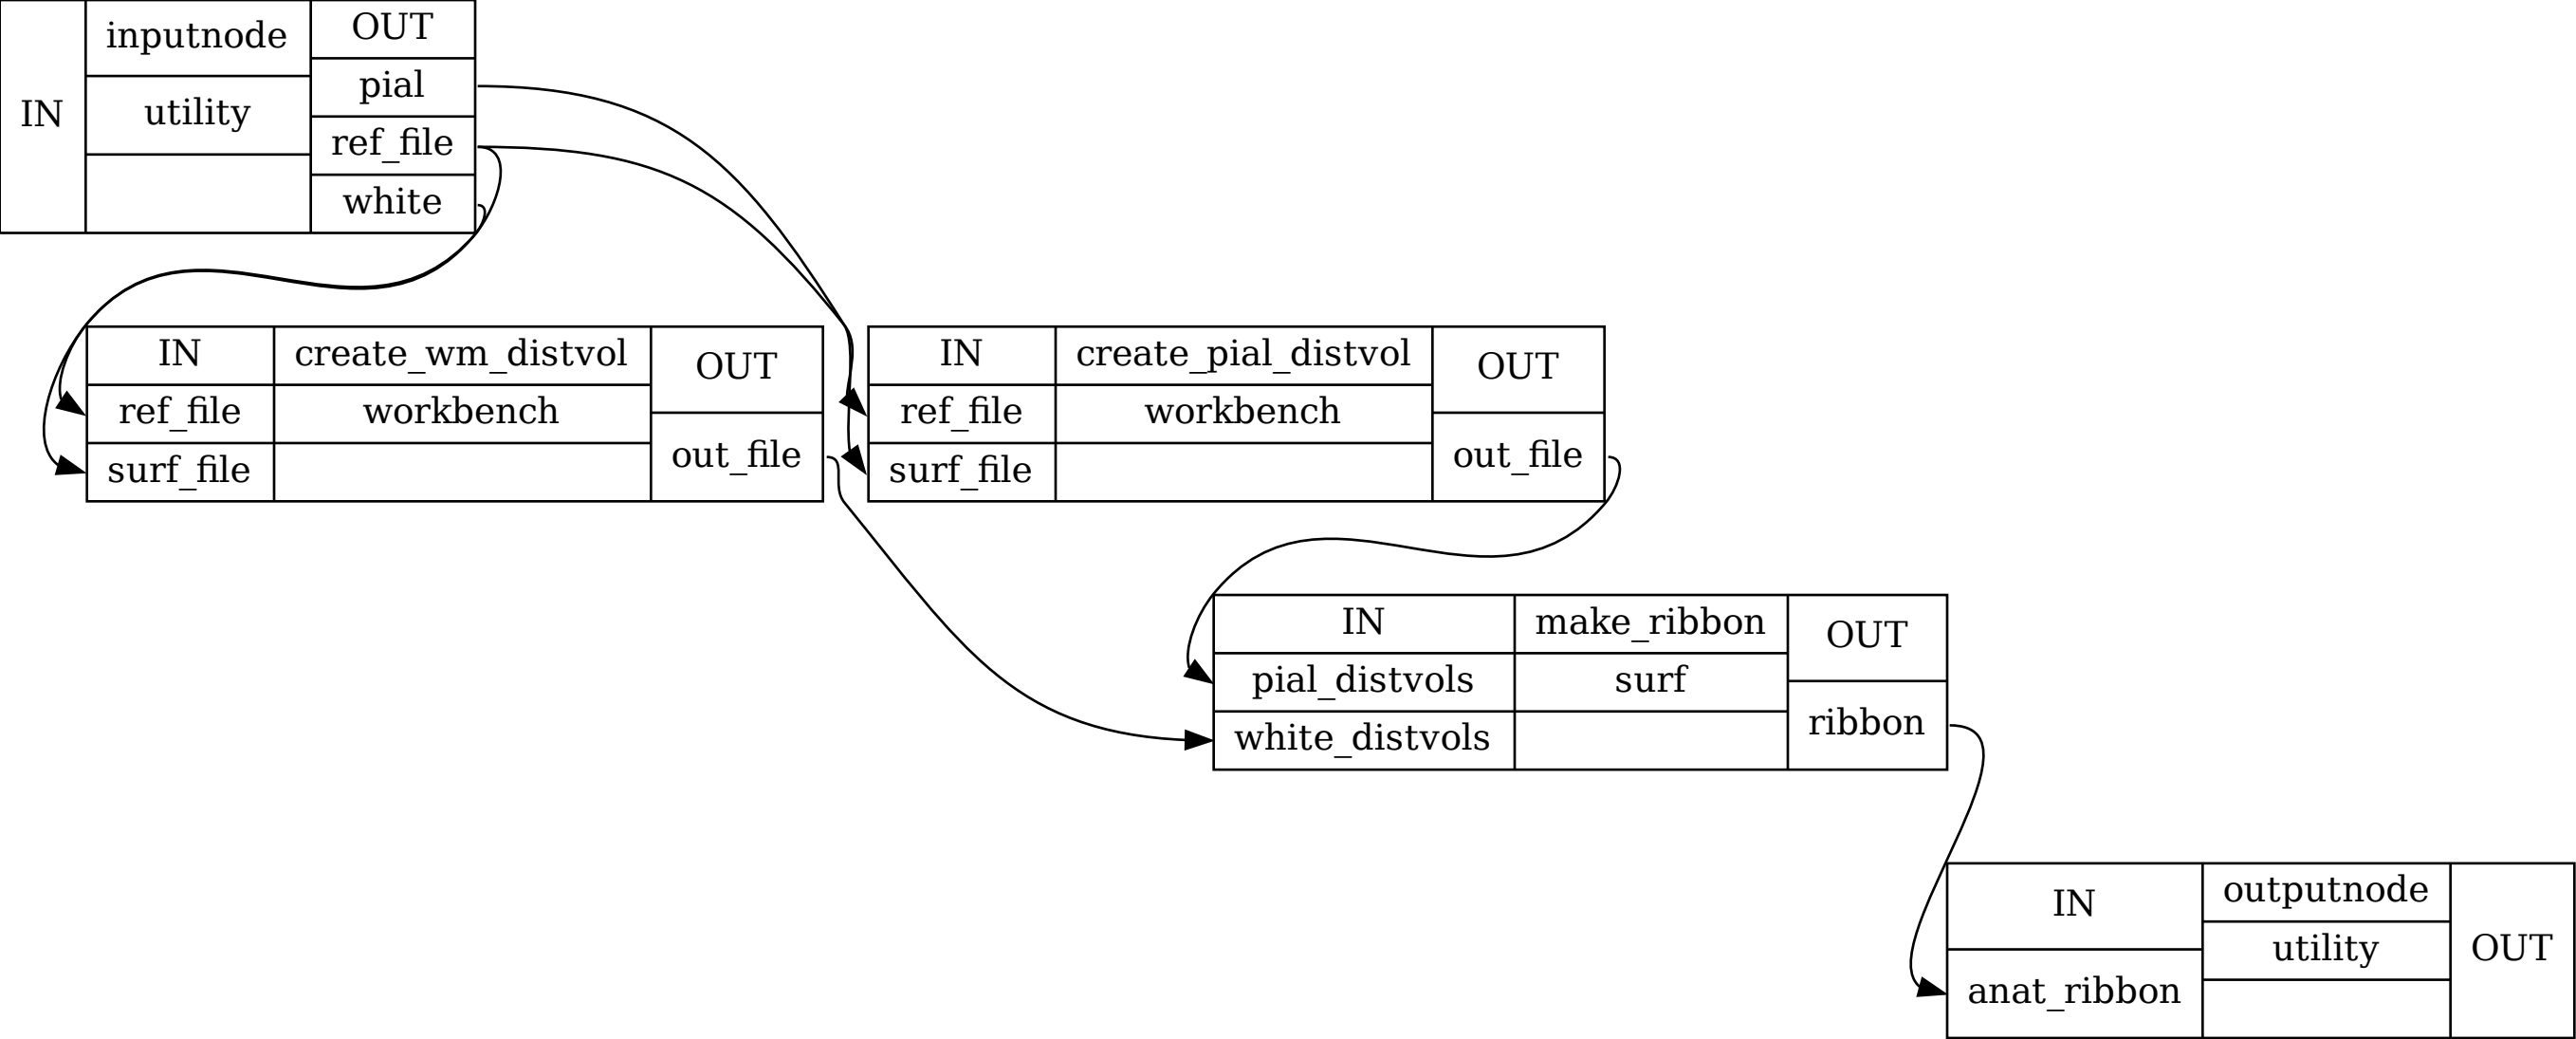 IN
inputnode
utility
OUT
pial
ref_file
white
IN
ref_file
surf_file
create_wm_distvol
workbench
OUT
out_file
IN
ref_file
surf_file
create_pial_distvol
workbench
OUT
out_file
IN
pial_distvols
white_distvols
make_ribbon
surf
OUT
ribbon
IN
anat_ribbon
outputnode
utility
OUT